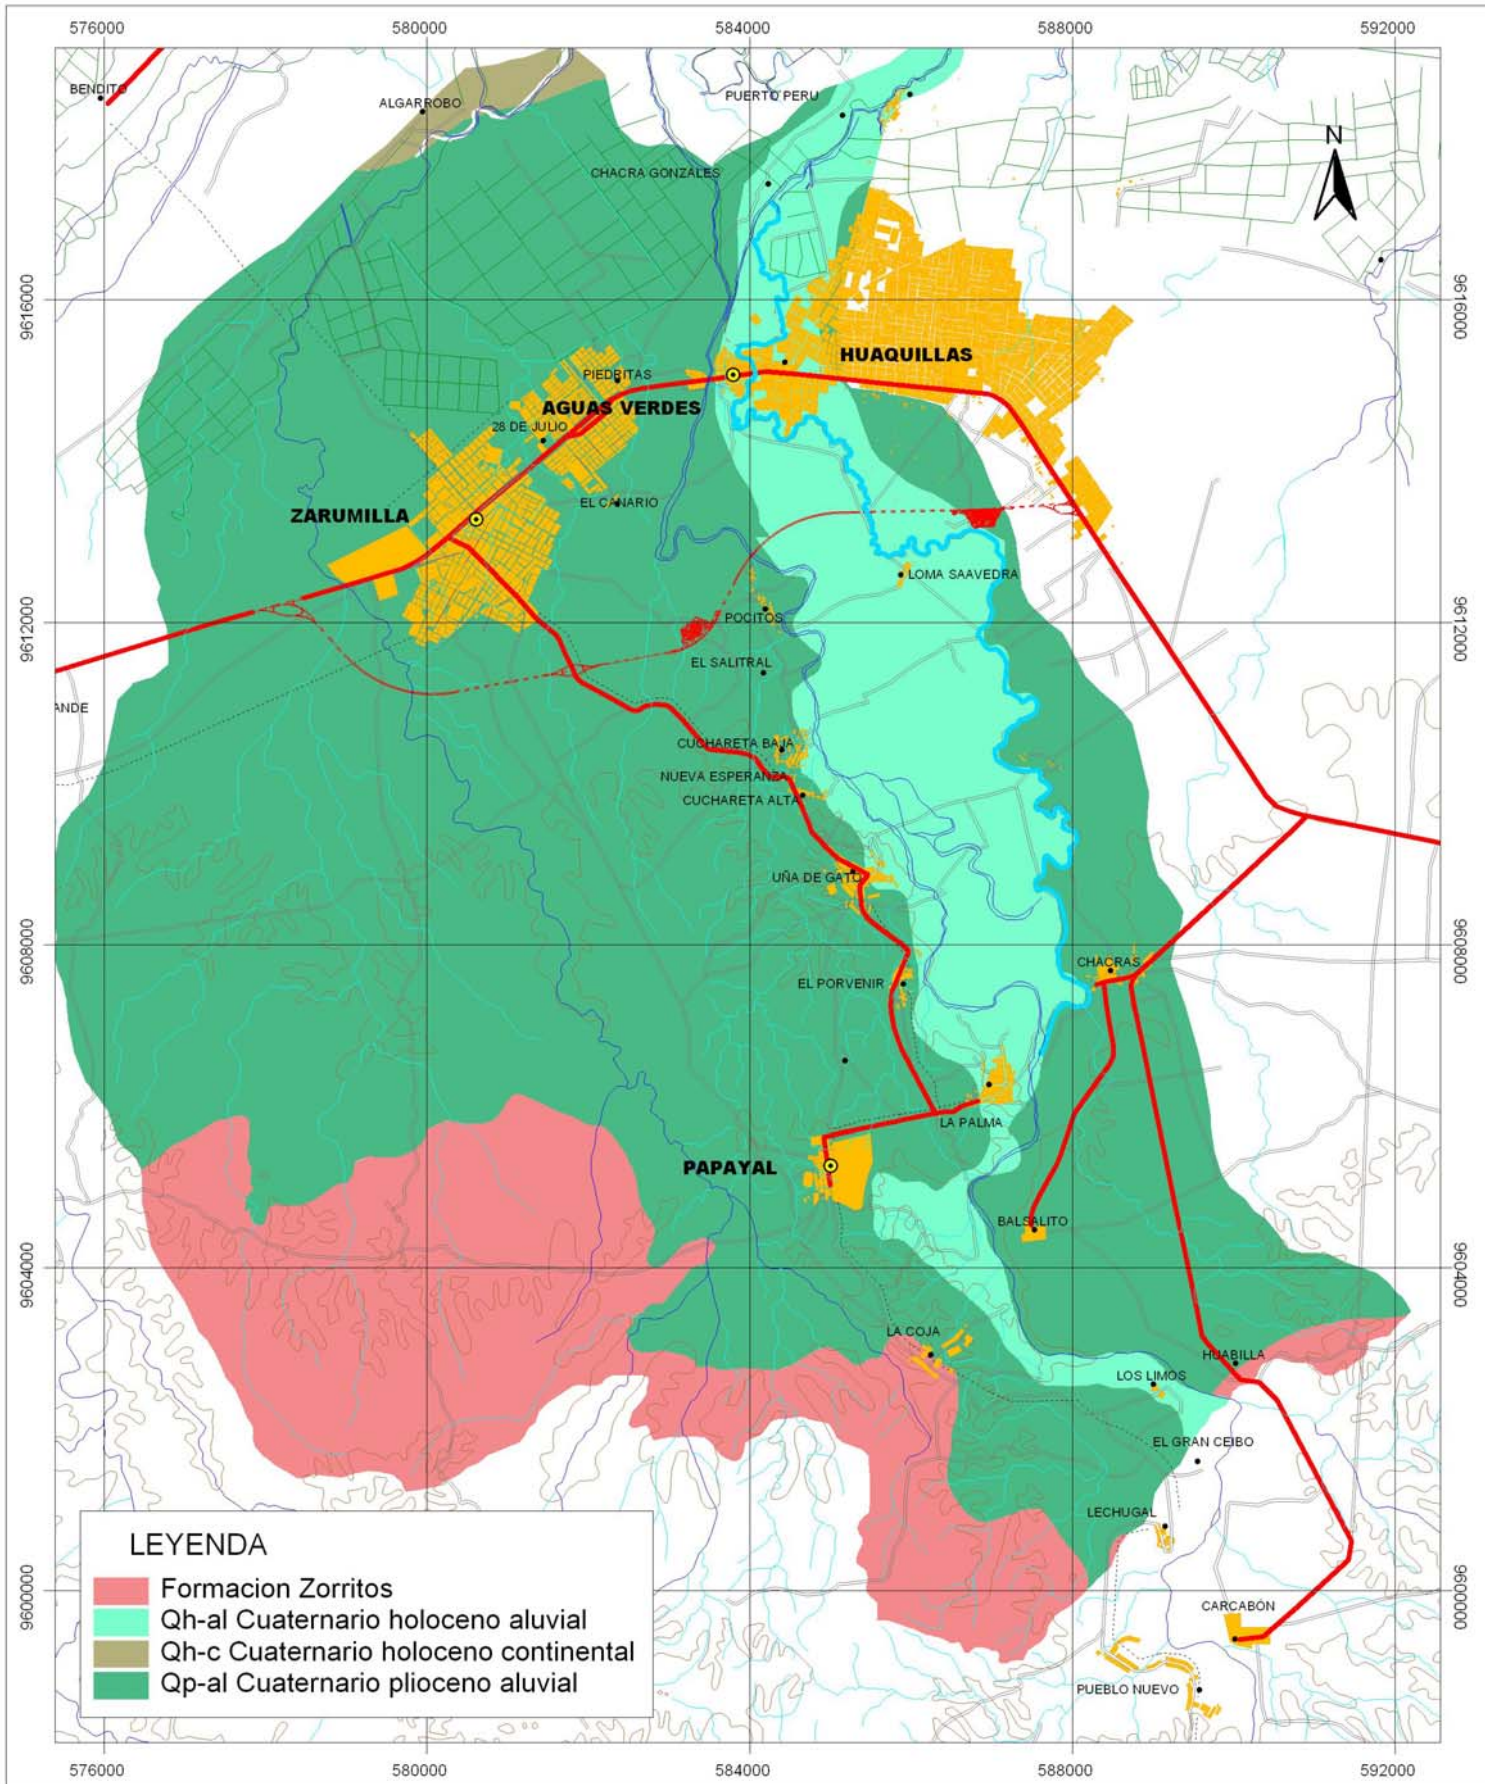 576000
580000
584000
588000
592000
BENDITO
ALGARROBO
PUERTO PERU
N
CHACRA GONZALES
9616000
9616000
HUAQUILLAS
PIEDRITAS
AGUAS VERDES
28 DE JULIO
EL CANARIO
ZARUMILLA
LOMA SAAVEDRA
9612000
POCITOS
9612000
EL SALITRAL
ANDE
CUCHARETA BAJA
NUEVA ESPERANZA
CUCHARETA ALTA
UÑA DE GATO
9608000
CHACRAS
9608000
EL PORVENIR
LA PALMA
PAPAYAL
BALSALITO
9604000
9604000
LA COJA
HUABILLA
LOS LIMOS
EL GRAN CEIBO
LECHUGAL
LEYENDA
Formacion Zorritos
9600000
9600000
Qh-al Cuaternario holoceno aluvial
CARCABÓN
Qh-c Cuaternario holoceno continental
Qp-al Cuaternario plioceno aluvial
PUEBLO NUEVO
576000
580000
584000
588000
592000